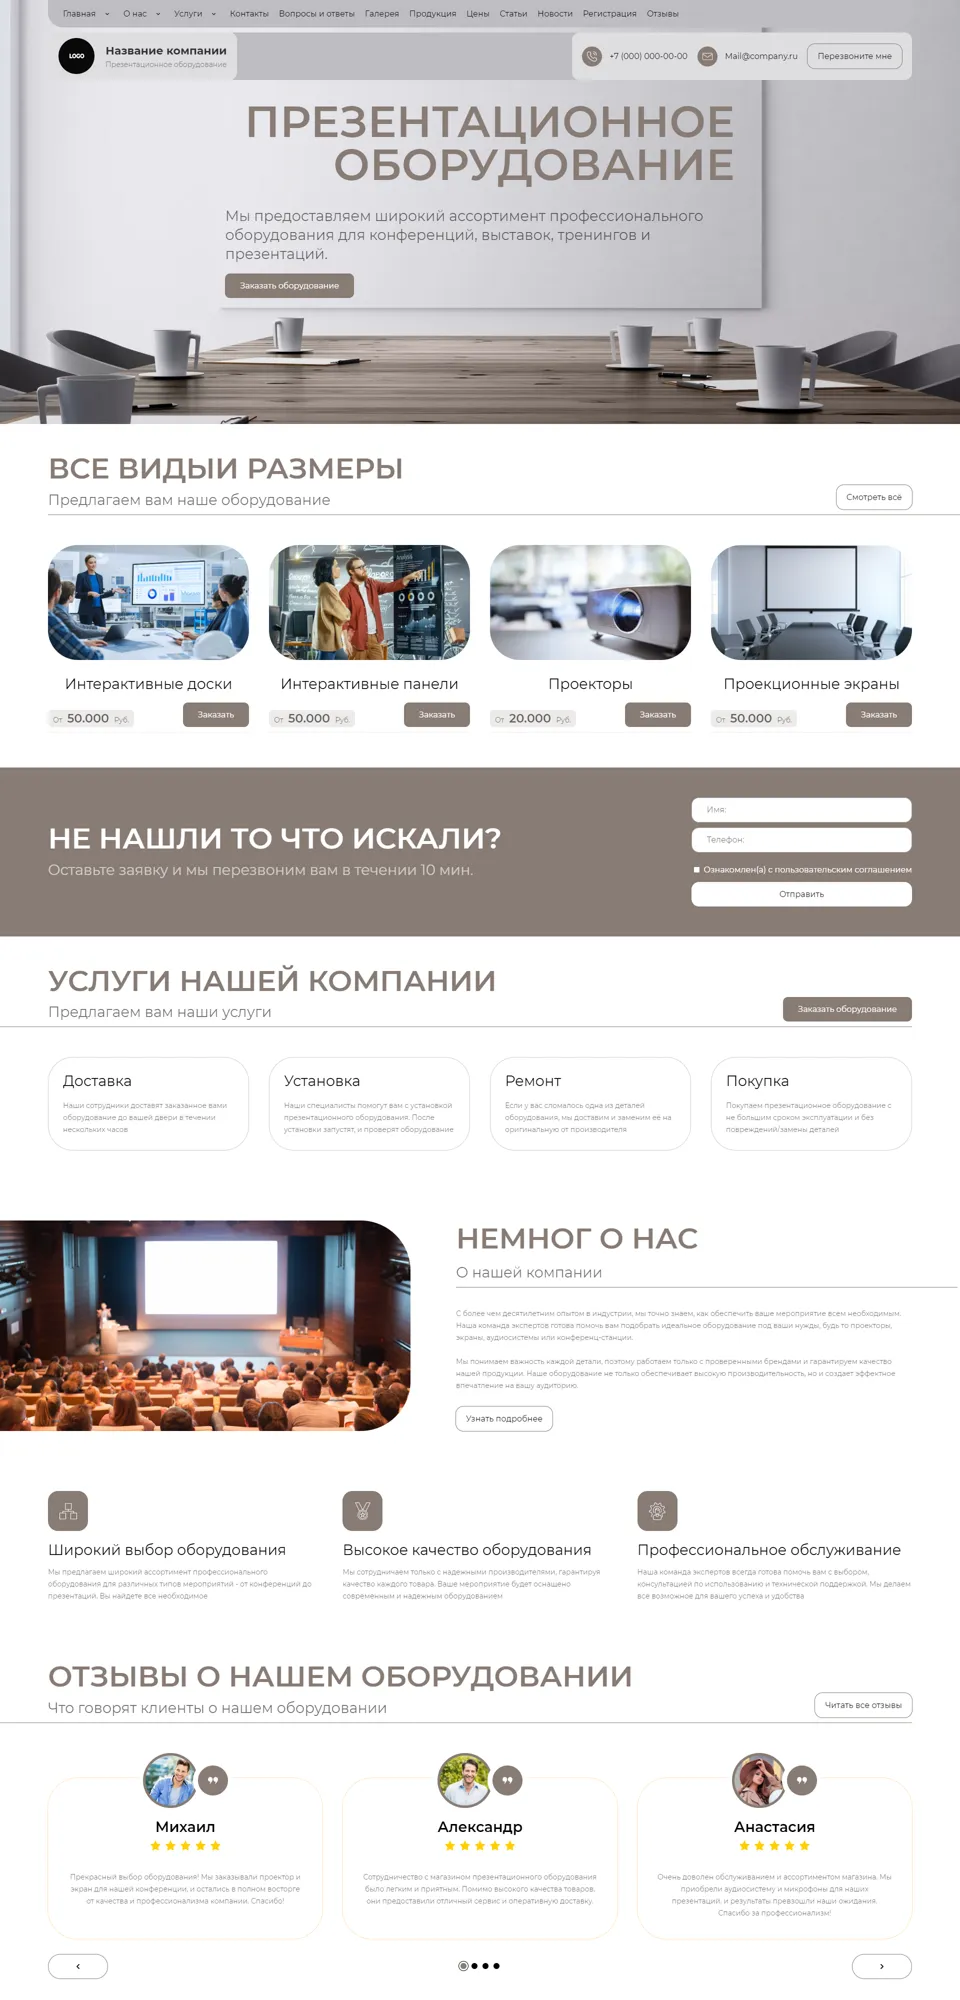 Главная О нас Услуги Контакты Вопросы и ответы Галерея Продукция Цены Статьи Новости Регистрация Отзывы
LOGO
Название компании
Презентационное оборудование
+7 (000) 000-00-00
Mail@company.ru
Перезвоните мне
ПРЕЗЕНТАЦИОННОЕ
ОБОРУДОВАНИЕ
Мы предоставляем широкий ассортимент профессионального
оборудования для конференций, выставок, тренингов и
презентаций.
Заказать оборудование
ВСЕ ВИДЫИ РАЗМЕРЫ
Предлагаем вам наше оборудование
Смотреть всё
Интерактивные доски
От 50.000 Руб.
Заказать
Интерактивные панели
От 50.000 Руб.
Заказать
Проекторы
От 20.000 Руб.
Заказать
Проекционные экраны
От 50.000 Руб.
Заказать
НЕ НАШЛИ ТО ЧТО ИСКАЛИ?
Оставьте заявку и мы перезвоним вам в течении 10 мин.
Имя:
Телефон:
Ознакомлен(а) с пользовательским соглашением
Отправить
УСЛУГИ НАШЕЙ КОМПАНИИ
Предлагаем вам наши услуги
Заказать оборудование
Доставка
Наши сотрудники доставят заказанное вами
оборудование до вашей двери в течении
нескольких часов
Установка
Наши специалисты помогут вам с установкой
презентационного оборудования. После
установки запустят, и проверят оборудование
Ремонт
Если у вас сломалось одна из деталей
оборудования, мы достаним и заменим её на
оригинальную от производителя
Покупка
Покупаем презентационное оборудование с
не большим сроком эксплуатации и без
повреждений/замены деталей
НЕМНОГ О НАС
О нашей компании
С более чем десятилетним опытом в индустрии, мы точно знаем, как обеспечить ваше мероприятие всем необходимым.
Наша команда экспертов готова помочь вам подобрать идеальное оборудование под ваши нужды, будь то проекторы,
экраны, аудиосистемы или конференц-станции.
Мы понимаем важность каждой детали, поэтому работаем только с проверенными брендами и гарантируем качество
нашей продукции. Наше оборудование не только обеспечивает высокую производительность, но и создает эффектное
впечатление на вашу аудиторию.
Узнать подробнее
Широкий выбор оборудования
Мы предлагаем широкий ассортимент профессионального
оборудования для различных типов мероприятий - от конференций до
презентаций. Вы найдете все необходимое
Высокое качество оборудования
Мы сотрудничаем только с надежными производителями, гарантируя
качество каждого товара. Ваше мероприятие будет оснащено
современным и надежным оборудованием
Профессиональное обслуживание
Наша команда экспертов всегда готова помочь вам с выбором,
консультацией по использованию и технической поддержкой. Мы делаем
все возможное для вашего успеха и удобства
ОТЗЫВЫ О НАШЕМ ОБОРУДОВАНИИ
Что говорят клиенты о нашем оборудовании
Читать все отзывы
Михаил
Прекрасный выбор оборудования! Мы заказывали проектор и
экран для нашей конференции, и остались в полном восторге
от качества и профессионализма компании. Спасибо!
Александр
Сотрудничество с магазином презентационного оборудования
было легким и приятным. Помимо высокого качества товаров,
они предоставили отличный сервис и оперативную доставку.
Анастасия
Очень доволен обслуживанием и ассортиментом магазина. Мы
приобрели аудиосистему и микрофоны для наших
презентаций, и результаты превзошли наши ожидания.
Спасибо за профессионализм!